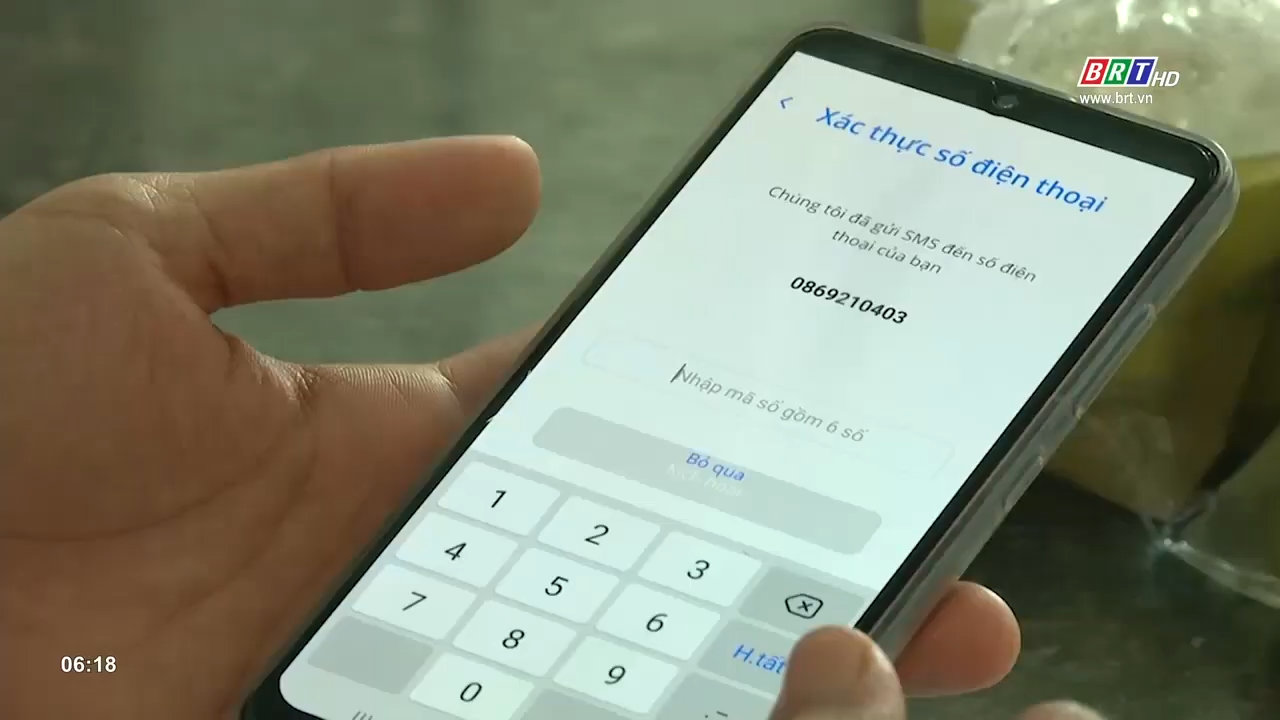 BRT HD
www.brt.vn
Xác thực số điện thoại
Chúng tôi đã gửi SMS đến số điện
thoại của bạn
0869210403
Nhập mã số gồm 6 số
Bỏ qua
1 2 3
4 5 6
7 8 9
H.tất
0
06:18